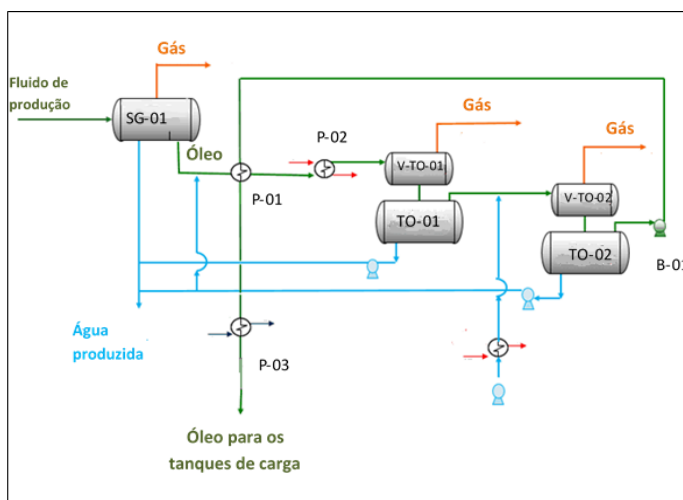 Gás
Fluido de
produção
SG-01
Óleo
P-01
P-02
V-TO-01
TO-01
Gás
Gás
V-TO-02
TO-02
B-01
Água
produzida
P-03
Óleo para os
tanques de carga